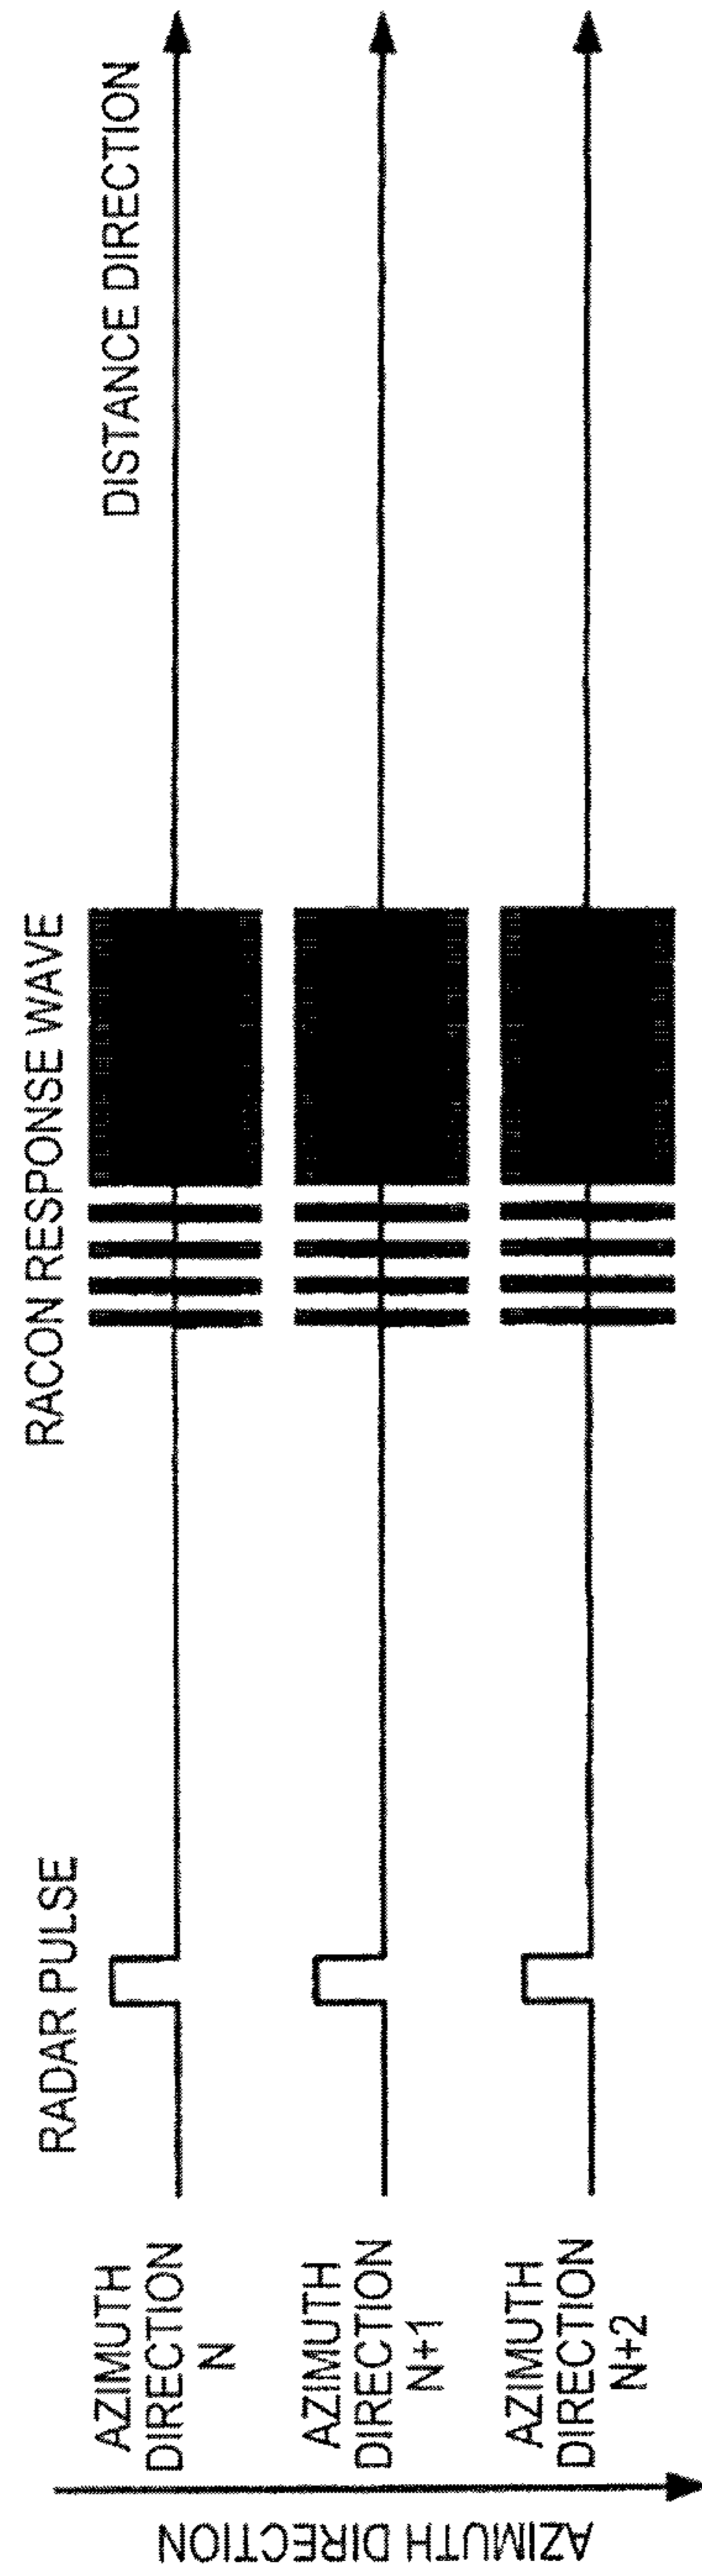 RADAR PULSE
RACON RESPONSE WAVE
DISTANCE DIRECTION
AZIMUTH
DIRECTION
N
AZIMUTH
DIRECTION
N+1
AZIMUTH
DIRECTION
N+2
AZIMUTH DIRECTION